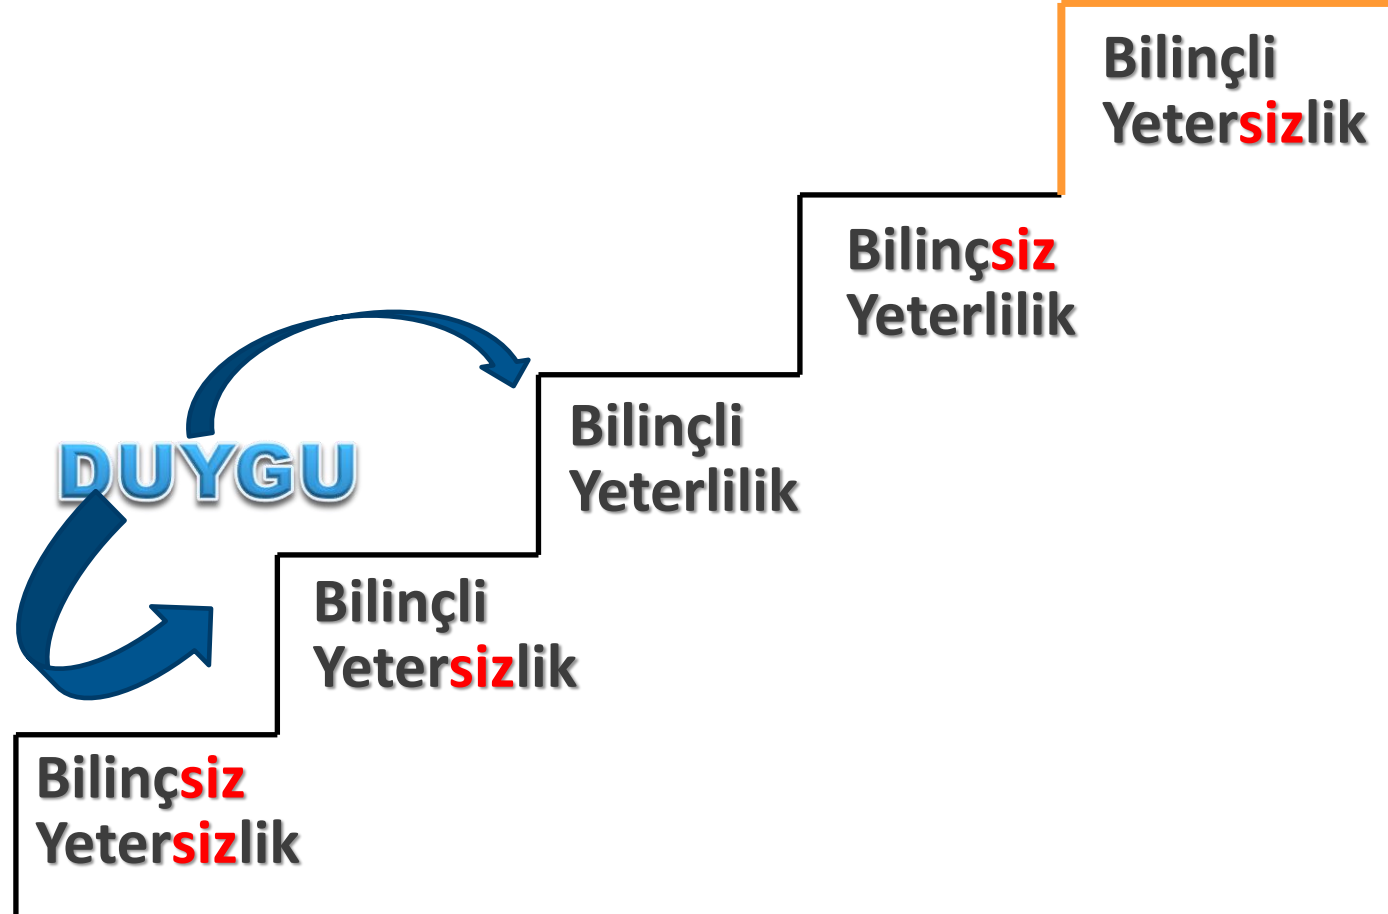 Bilinçli
Yetersizlik
Bilinçsiz
Yeterlilik
Bilinçli
Yeterlilik
DUYGU
Bilinçli
Yetersizlik
Bilinçsiz
Yetersizlik